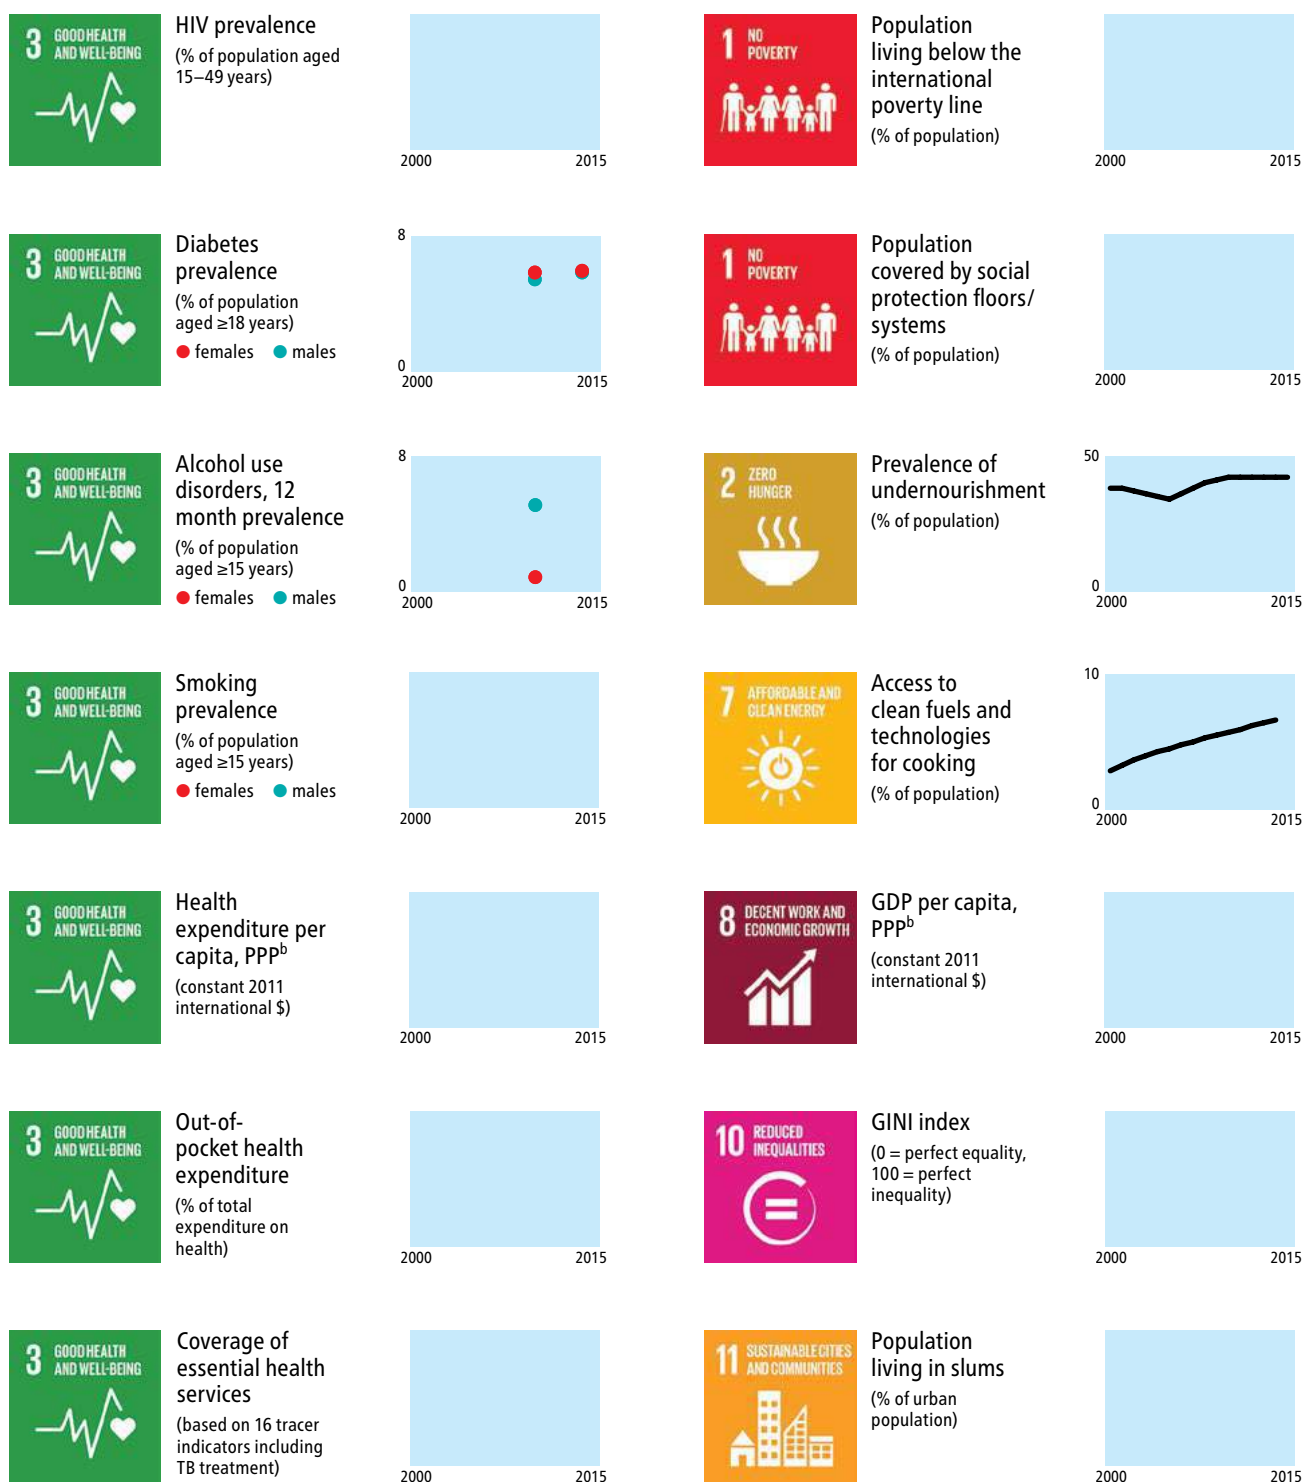 3 GOOD HEALTH
AND WELL-BEING
HIV prevalence
(% of population aged
15–49 years)
2000 2015
3 GOOD HEALTH
AND WELL-BEING
Diabetes
prevalence
(% of population
aged ≥18 years)
females males
8
0
2000 2015
3 GOOD HEALTH
AND WELL-BEING
Alcohol use
disorders, 12
month prevalence
(% of population
aged ≥15 years)
females males
8
0
2000 2015
3 GOOD HEALTH
AND WELL-BEING
Smoking
prevalence
(% of population
aged ≥15 years)
females males
2000 2015
3 GOOD HEALTH
AND WELL-BEING
Health
expenditure per
capita, PPPb
(constant 2011
international $)
2000 2015
3 GOOD HEALTH
AND WELL-BEING
Out-of-
pocket health
expenditure
(% of total
expenditure on
health)
2000 2015
3 GOOD HEALTH
AND WELL-BEING
Coverage of
essential health
services
(based on 16 tracer
indicators including
TB treatment)
2000 2015
1 NO
POVERTY
Population
living below the
international
poverty line
(% of population)
2000 2015
1 NO
POVERTY
Population
covered by social
protection floors/
systems
(% of population)
2000 2015
2 ZERO
HUNGER
Prevalence of
undernourishment
(% of population)
50
0
2000 2015
7 AFFORDABLE AND
CLEAN ENERGY
Access to
clean fuels and
technologies
for cooking
(% of population)
10
0
2000 2015
8 DECENT WORK AND
ECONOMIC GROWTH
GDP per capita,
PPPb
(constant 2011
international $)
2000 2015
10 REDUCED
INEQUALITIES
GINI index
(0 = perfect equality,
100 = perfect
inequality)
2000 2015
11 SUSTAINABLE CITIES
AND COMMUNITIES
Population
living in slums
(% of urban
population)
2000 2015